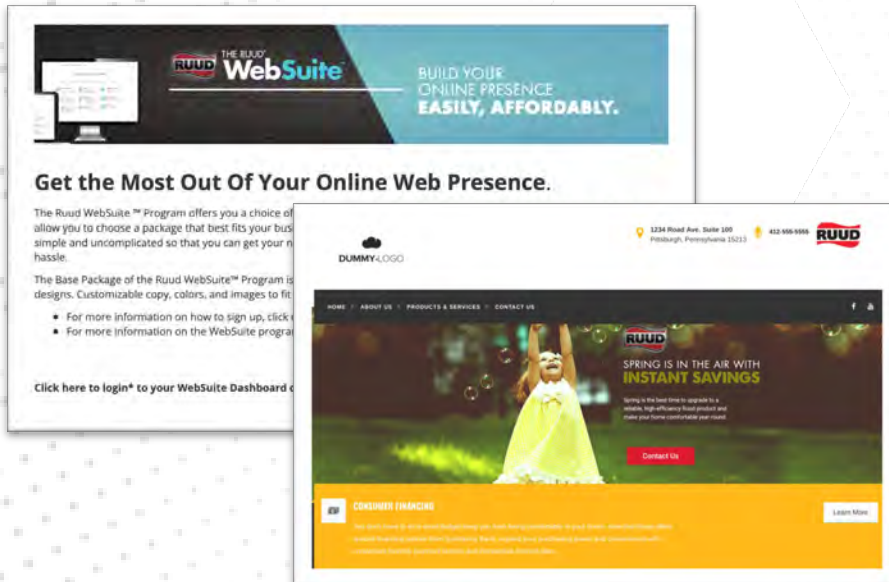 RUUD
THE RUUD®
WebSuite™
BUILD YOUR
ONLINE PRESENCE
EASILY, AFFORDABLY.
Get the Most Out Of Your Online Web Presence.
The Ruud WebSuite ™ Program offers you a choice of
allow you to choose a package that best fits your bus
simple and uncomplicated so that you can get your n
hassle.
The Base Package of the Ruud WebSuite™ Program is
designs. Customizable copy, colors, and images to fit
For more information on how to sign up, click
For more information on the WebSuite progra
Click here to login* to your WebSuite Dashboard
DUMMY LOGO
1234 Road Ave. Suite 100
Pittsburgh, Pennsylvania 15213
412-555-5555
RUUD
HOME
ABOUT US
PRODUCTS & SERVICES
CONTACT US
RUUD
SPRING IS IN THE AIR WITH
INSTANT SAVINGS
Spring is the best time to upgrade to a
reliable, high-efficiency Ruud product and
make your home comfortable year round.
Contact Us
CONSUMER FINANCING
Learn More